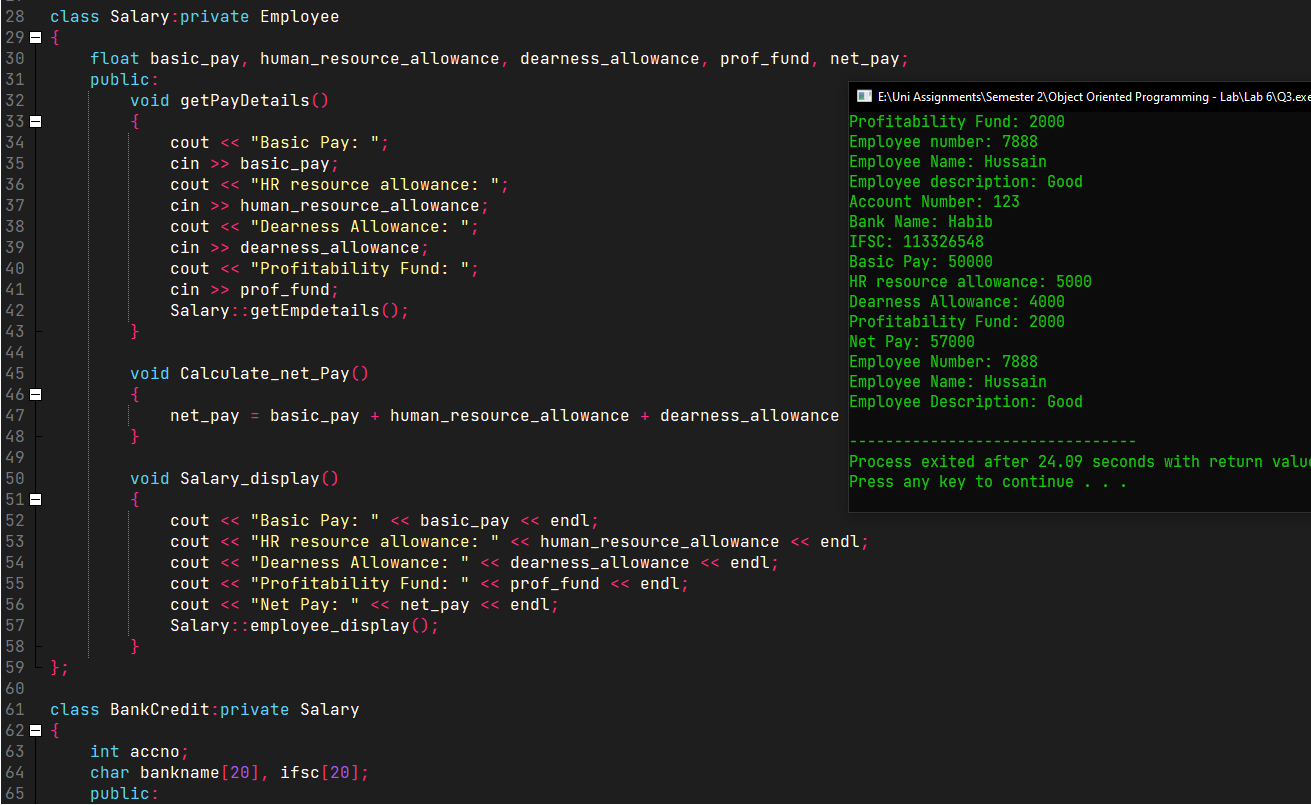 28 class Salary:private Employee
29 {
30 float basic_pay, human_resource_allowance, dearness_allowance, prof_fund, net_pay;
31 public:
32 void getPayDetails()
33 {
34 cout << "Basic Pay: ";
35 cin >> basic_pay;
36 cout << "HR resource allowance: ";
37 cin >> human_resource_allowance;
38 cout << "Dearness Allowance: ";
39 cin >> dearness_allowance;
40 cout << "Profitability Fund: ";
41 cin >> prof_fund;
42 Salary::getEmpdetails();
43 }
44
45 void Calculate_net_Pay()
46 {
47 net_pay = basic_pay + human_resource_allowance + dearness_allowance
48 }
49
50 void Salary_display()
51 {
52 cout << "Basic Pay: " << basic_pay << endl;
53 cout << "HR resource allowance: " << human_resource_allowance << endl;
54 cout << "Dearness Allowance: " << dearness_allowance << endl;
55 cout << "Profitability Fund: " << prof_fund << endl;
56 cout << "Net Pay: " << net_pay << endl;
57 Salary::employee_display();
58 }
59 };
60
61 class BankCredit:private Salary
62 {
63 int accno;
64 char bankname[20], ifsc[20];
65 public:
E:\Uni Assignments\Semester 2\Object Oriented Programming - Lab\Lab 6\Q3.exe
Profitability Fund: 2000
Employee number: 7888
Employee Name: Hussain
Employee description: Good
Account Number: 123
Bank Name: Habib
IFSC: 113326548
Basic Pay: 50000
HR resource allowance: 5000
Dearness Allowance: 4000
Profitability Fund: 2000
Net Pay: 57000
Employee Number: 7888
Employee Name: Hussain
Employee Description: Good
--------------------------------
Process exited after 24.09 seconds with return value
Press any key to continue . . .